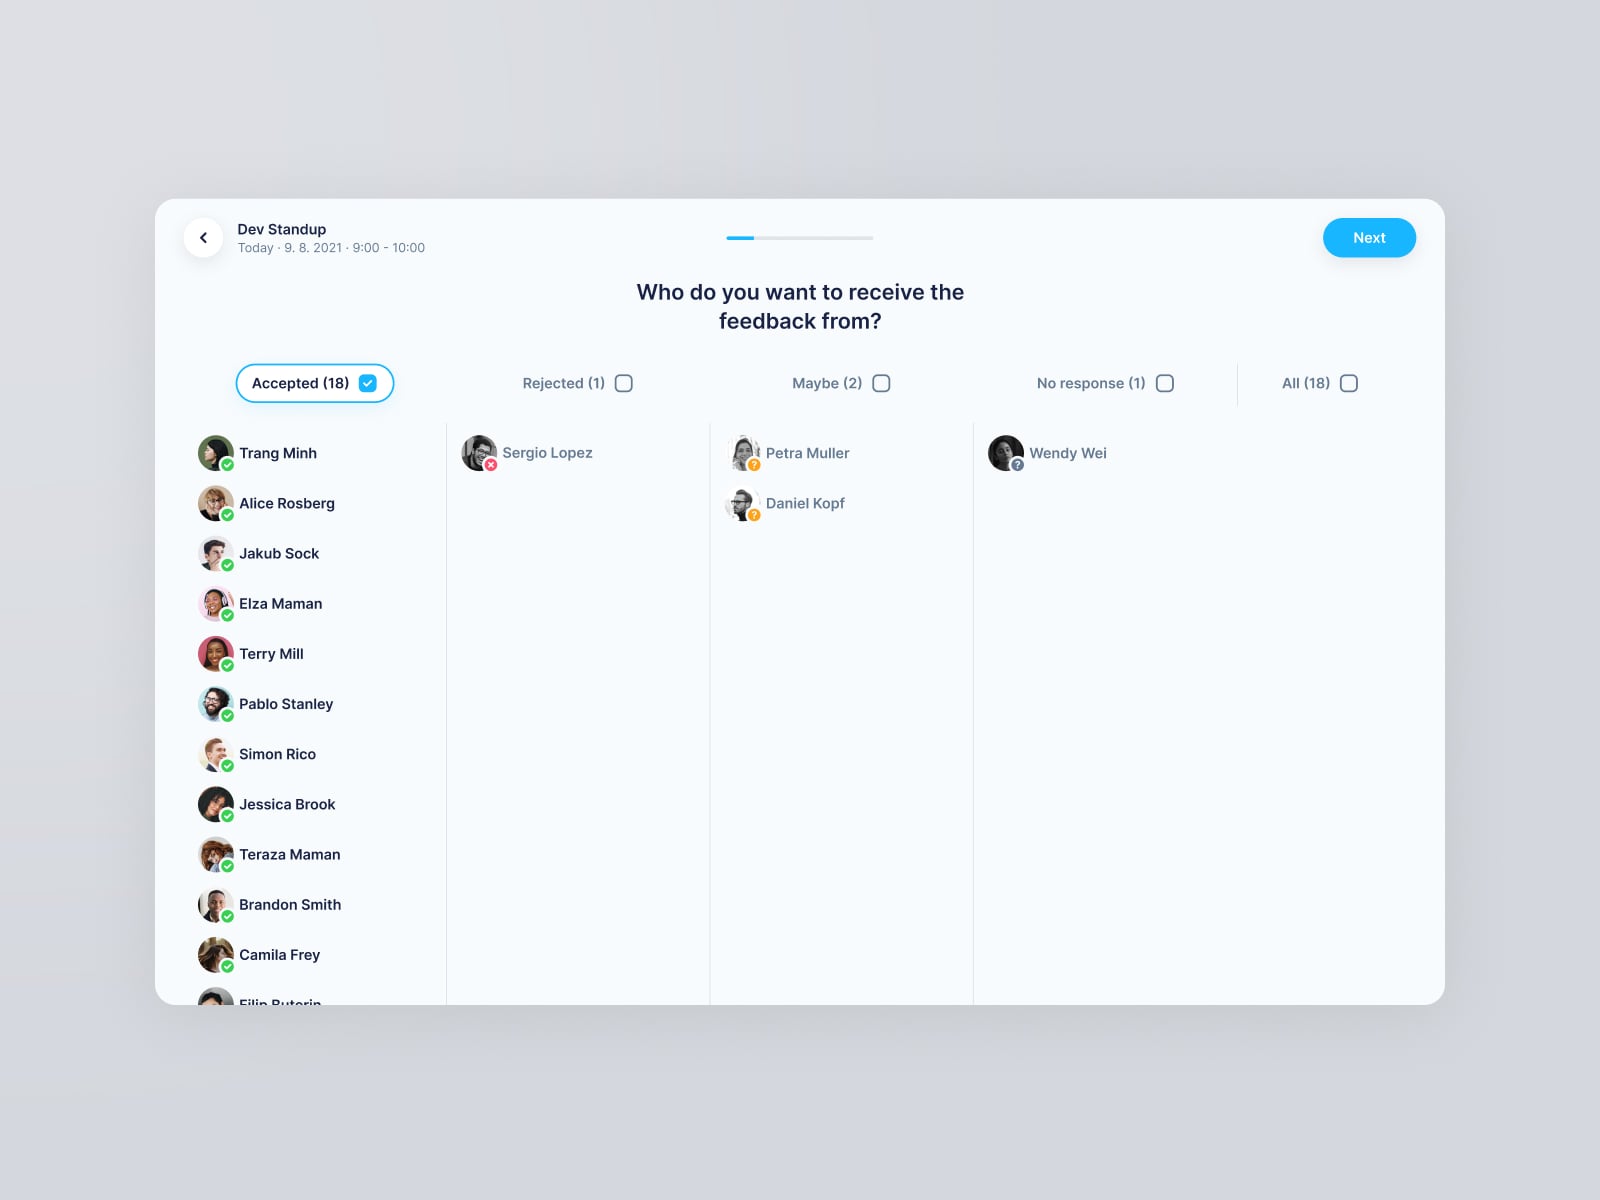 Dev Standup
Today · 9. 8. 2021 · 9:00 - 10:00
Next
Who do you want to receive the
feedback from?
Accepted (18)
Rejected (1)
Maybe (2)
No response (1)
All (18)
Trang Minh
Sergio Lopez
Petra Muller
Wendy Wei
Alice Rosberg
Daniel Kopf
Jakub Sock
Elza Maman
Terry Mill
Pablo Stanley
Simon Rico
Jessica Brook
Teraza Maman
Brandon Smith
Camila Frey